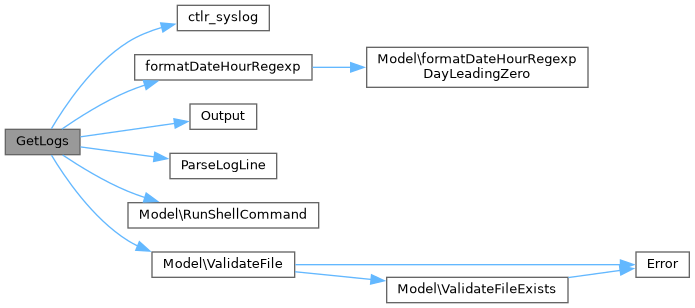 ctlr_syslog
formatDateHourRegexp
Model\formatDateHourRegexp
DayLeadingZero
Output
GetLogs
ParseLogLine
Model\RunShellCommand
Model\ValidateFile
Error
Model\ValidateFileExists